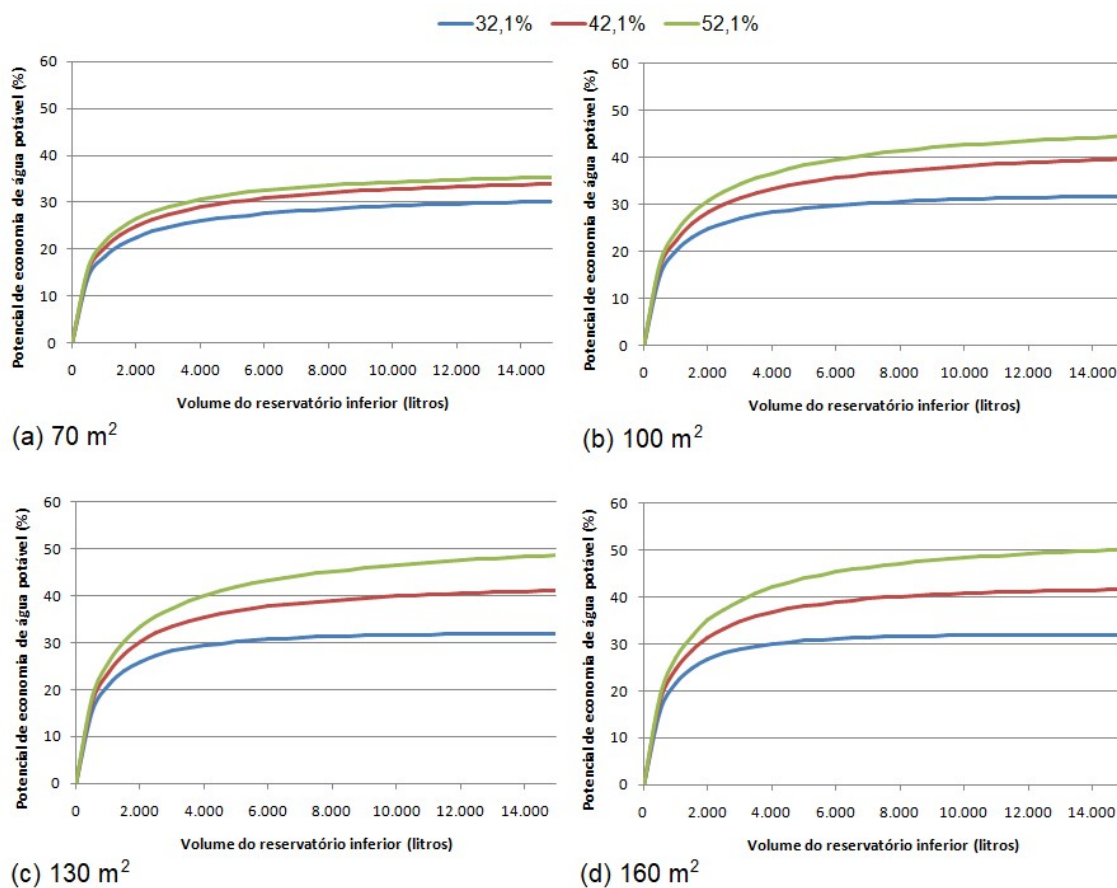 32,1% 42,1% 52,1%
Potencial de economia de água potável (%)
60
50
40
30
20
10
0
0 2.000 4.000 6.000 8.000 10.000 12.000 14.000
Volume do reservatório inferior (litros)
(a) 70 m²
Potencial de economia de água potável (%)
60
50
40
30
20
10
0
0 2.000 4.000 6.000 8.000 10.000 12.000 14.000
Volume do reservatório inferior (litros)
(b) 100 m²
Potencial de economia de água potável (%)
60
50
40
30
20
10
0
0 2.000 4.000 6.000 8.000 10.000 12.000 14.000
Volume do reservatório inferior (litros)
(c) 130 m²
Potencial de economia de água potável (%)
60
50
40
30
20
10
0
0 2.000 4.000 6.000 8.000 10.000 12.000 14.000
Volume do reservatório inferior (litros)
(d) 160 m²